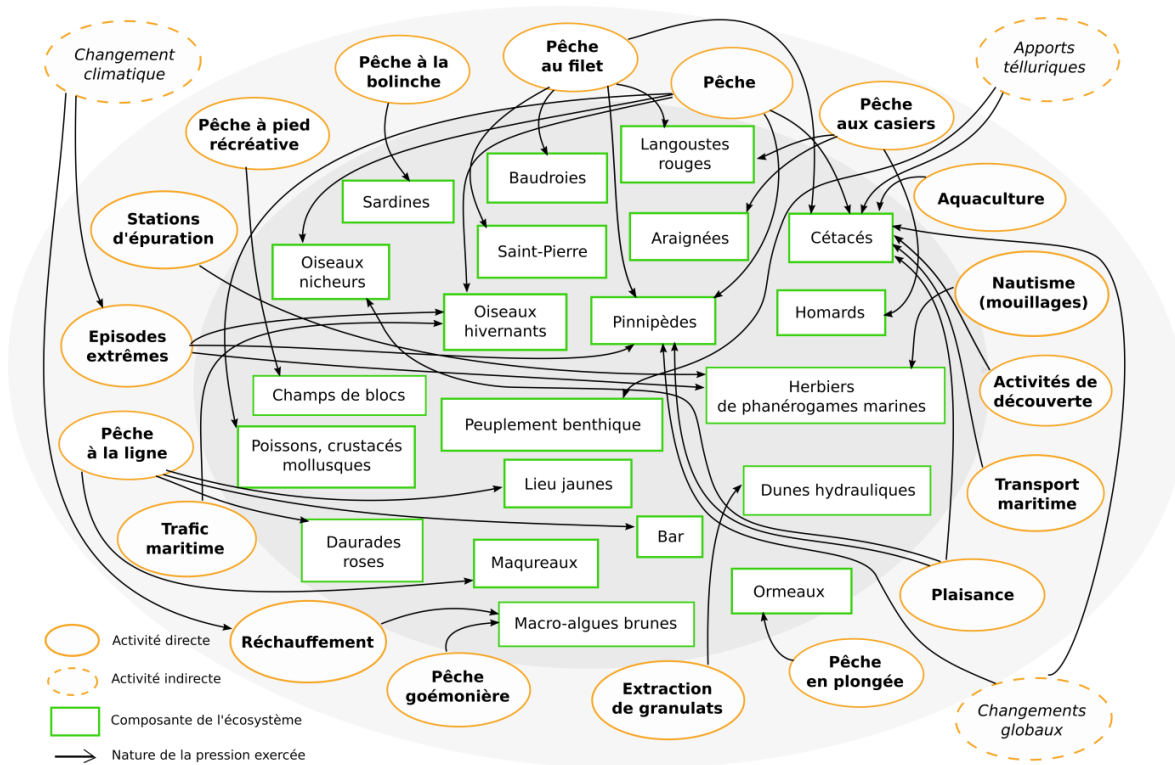 Changement
climatique
Pêche à la
bolinche
Pêche
au filet
Pêche
Apports
télluriques
Pêche
aux casiers
Pêche à pied
récréative
Langoustes
rouges
Baudroies
Sardines
Aquaculture
Stations
d'épuration
Saint-Pierre
Araignées
Cétacés
Oiseaux
nicheurs
Nautisme
(mouillages)
Oiseaux
hivernants
Pinnipèdes
Homards
Episodes
extrêmes
Champs de blocs
Herbiers
de phanérogames marines
Activités de
découverte
Peuplement benthique
Pêche
à la ligne
Poissons, crustacés
mollusques
Lieu jaunes
Dunes hydrauliques
Transport
maritime
Trafic
maritime
Daurades
roses
Bar
Maqureaux
Ormeaux
Plaisance
Réchauffement
Macro-algues brunes
Pêche
goémonière
Extraction
de granulats
Pêche
en plongée
Changements
globaux
Activité directe
Activité indirecte
Composante de l'écosystème
Nature de la pression exercée